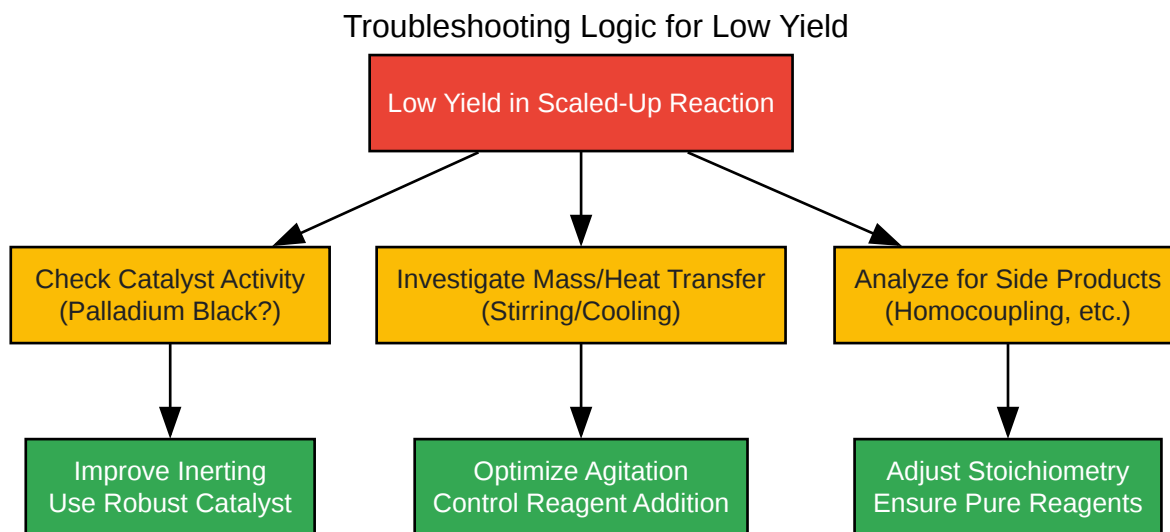 Troubleshooting Logic for Low Yield
Low Yield in Scaled-Up Reaction
Check Catalyst Activity
(Palladium Black?)
Investigate Mass/Heat Transfer
(Stirring/Cooling)
Analyze for Side Products
(Homocoupling, etc.)
Improve Inerting
Use Robust Catalyst
Optimize Agitation
Control Reagent Addition
Adjust Stoichiometry
Ensure Pure Reagents